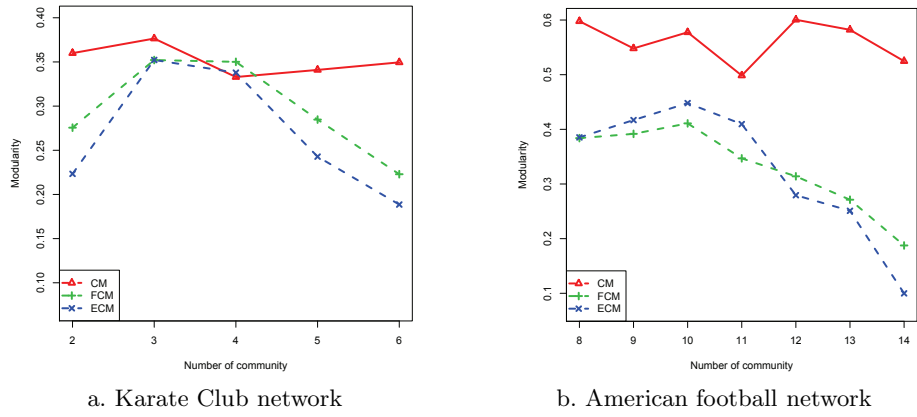 0.40
0.35
0.30
0.25
0.20
0.15
0.10
Modularity
CM
FCM
ECM
2 3 4 5 6
Number of community
a. Karate Club network
0.6
0.5
0.4
0.3
0.2
0.1
Modularity
CM
FCM
ECM
8 9 10 11 12 13 14
Number of community
b. American football network